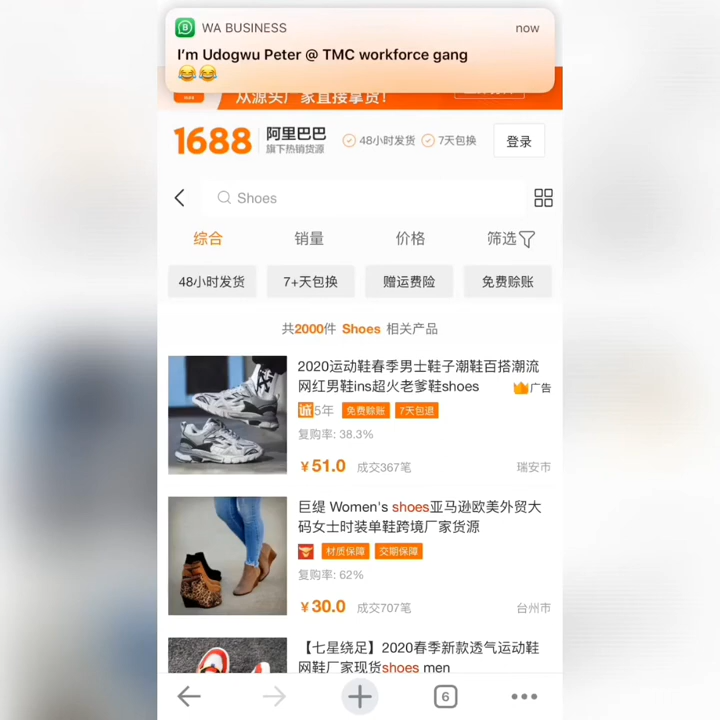 WA BUSINESS
now
I'm Udogwu Peter @ TMC workforce gang
😂😂
从源头厂家直接拿货!
1688
阿里巴巴
旗下热销货源
48小时发货
7天包换
登录
Shoes
综合
销量
价格
筛选
48小时发货
7+天包换
赠运费险
免费赊账
共2000件 Shoes 相关产品
2020运动鞋春季男士鞋子潮鞋百搭潮流
网红男鞋ins超火老爹鞋shoes
广告
诚5年
免费赊账
7天包退
复购率: 38.3%
¥51.0
成交367笔
瑞安市
巨缇 Women's shoes亚马逊欧美外贸大
码女士时装单鞋跨境厂家货源
材质保障
交期保障
复购率: 62%
¥30.0
成交707笔
台州市
【七星绕足】2020春季新款透气运动鞋
网鞋厂家现货shoes men
6